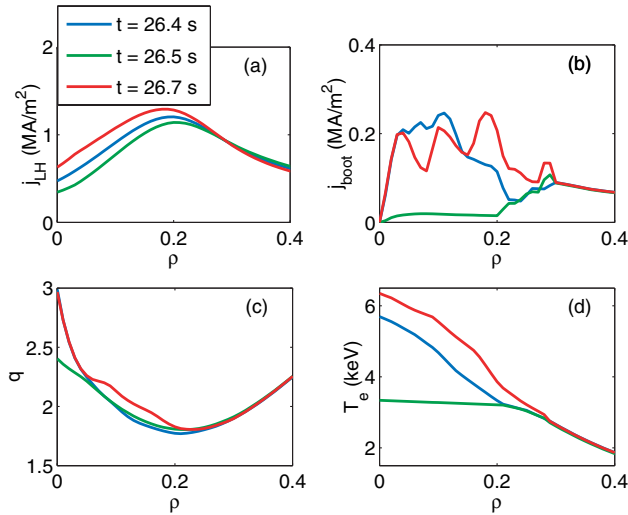 t = 26.4 s
t = 26.5 s
t = 26.7 s
(a)
j_LH (MA/m²)
2
1
0
0
0.2
0.4
ρ
(b)
j_boot (MA/m²)
0.4
0.2
0
0
0.2
0.4
ρ
(c)
q
3
2.5
2
1.5
0
0.2
0.4
ρ
(d)
T_e (keV)
6
4
2
0
0.2
0.4
ρ